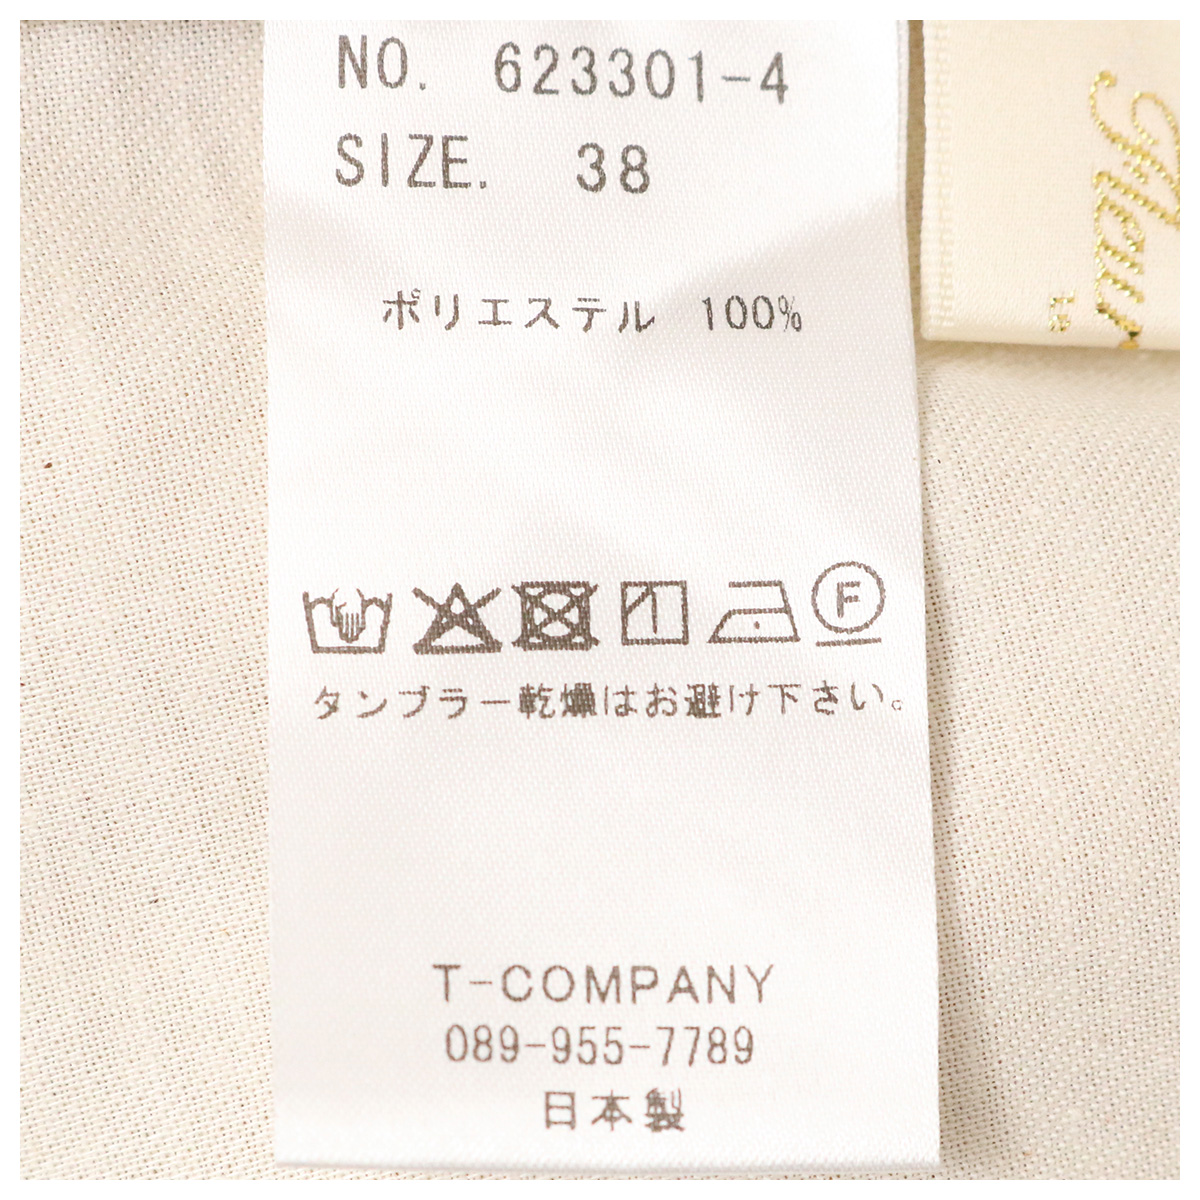 NO. 623301-4
SIZE. 38
ポリエステル 100%
F
タンブラー乾燥はお避け下さい。
T-COMPANY
089-955-7789
日本製